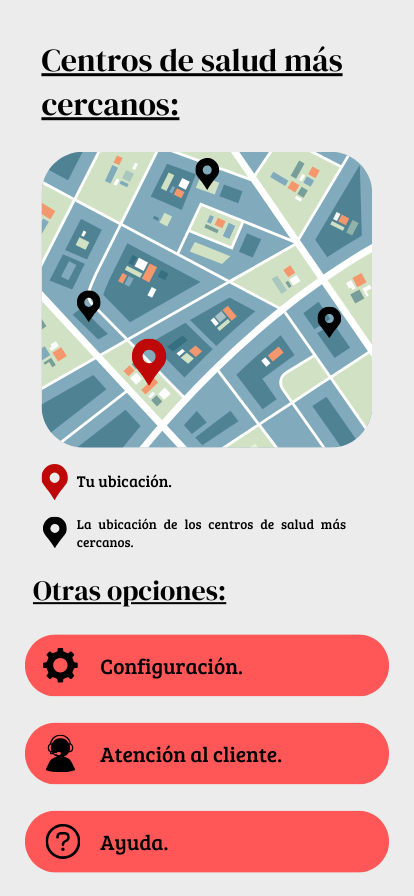 Centros de salud más
cercanos:
Tu ubicación.
La ubicación de los centros de salud más
cercanos.
Otras opciones:
Configuración.
Atención al cliente.
?
Ayuda.